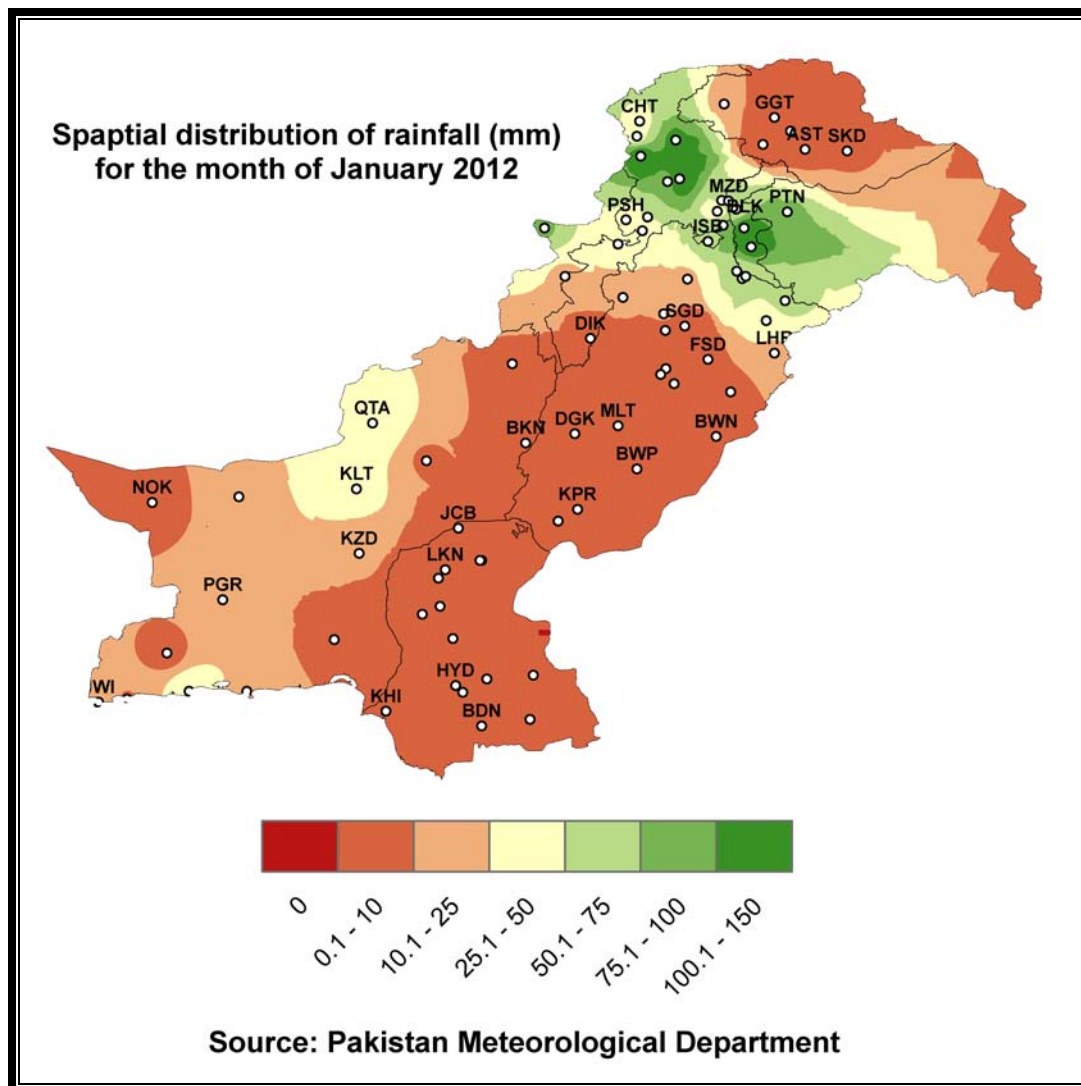 Spaptial distribution of rainfall (mm)
for the month of January 2012
CHT
GGT
AST SKD
MZD
BLK
PTN
PSH
ISB
SGD
DIK
LHR
FSD
QTA
BKN
DGK
MLT
BWN
BWP
NOK
KLT
KPR
JCB
KZD
LKN
PGR
HYD
WI
KHI
BDN
0
0.1 - 10
10.1 - 25
25.1 - 50
50.1 - 75
75.1 - 100
100.1 - 150
Source: Pakistan Meteorological Department